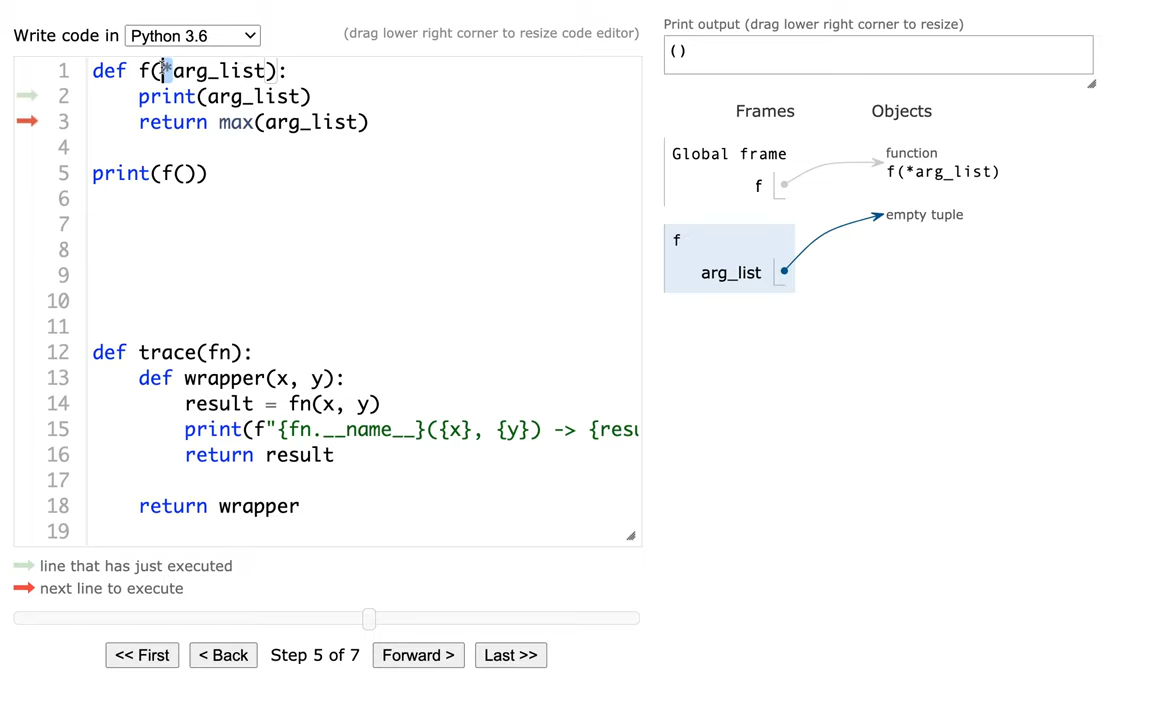 Write code in Python 3.6
(drag lower right corner to resize code editor)
1 def f(*arg_list):
2 print(arg_list)
3 return max(arg_list)
4
5 print(f())
6
7
8
9
10
11
12 def trace(fn):
13 def wrapper(x, y):
14 result = fn(x, y)
15 print(f"{fn.__name__}({x}, {y}) -> {resu
16 return result
17
18 return wrapper
19
line that has just executed
next line to execute
<< First < Back Step 5 of 7 Forward > Last >>
Print output (drag lower right corner to resize)
()
Frames Objects
Global frame
f
function
f(*arg_list)
empty tuple
f
arg_list